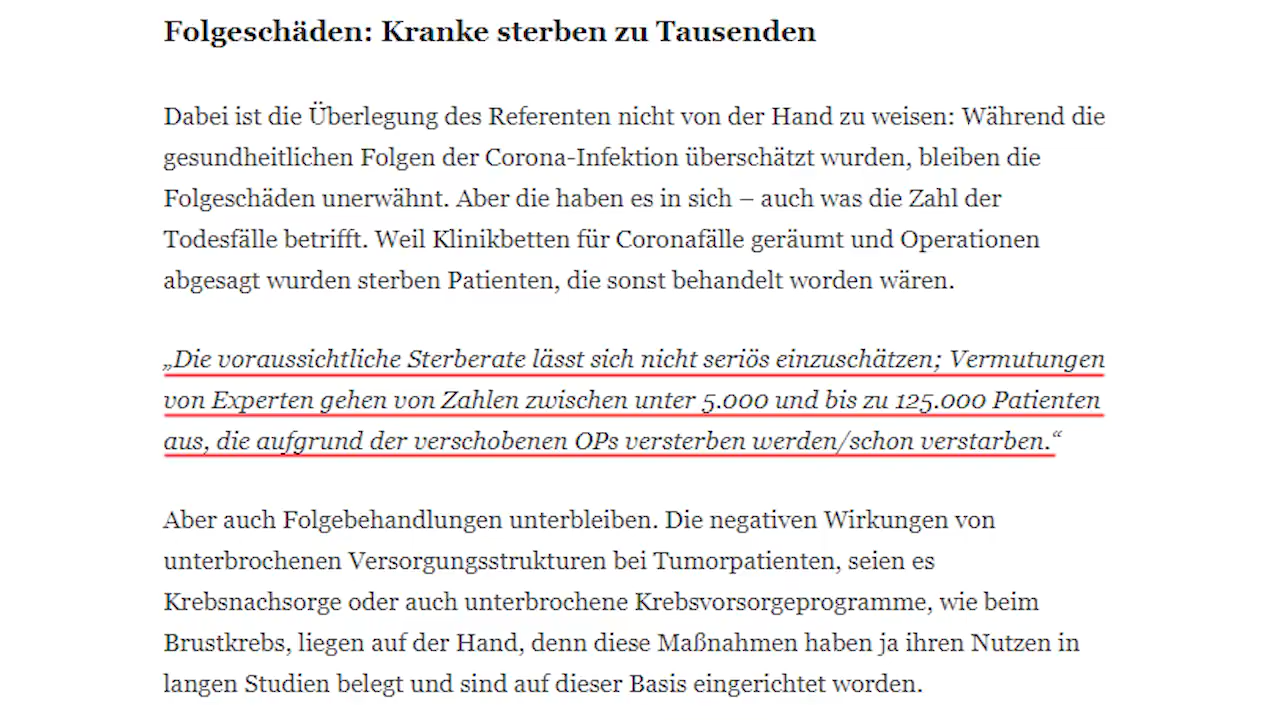 Folgeschäden: Kranke sterben zu Tausenden
Dabei ist die Überlegung des Referenten nicht von der Hand zu weisen: Während die
gesundheitlichen Folgen der Corona-Infektion überschätzt wurden, bleiben die
Folgeschäden unerwähnt. Aber die haben es in sich – auch was die Zahl der
Todesfälle betrifft. Weil Klinikbetten für Coronafälle geräumt und Operationen
abgesagt wurden sterben Patienten, die sonst behandelt worden wären.
„Die voraussichtliche Sterberate lässt sich nicht seriös einzuschätzen; Vermutungen
von Experten gehen von Zahlen zwischen unter 5.000 und bis zu 125.000 Patienten
aus, die aufgrund der verschobenen OPs versterben werden/schon verstarben.“
Aber auch Folgebehandlungen unterbleiben. Die negativen Wirkungen von
unterbrochenen Versorgungsstrukturen bei Tumorpatienten, seien es
Krebsnachsorge oder auch unterbrochene Krebsvorsorgeprogramme, wie beim
Brustkrebs, liegen auf der Hand, denn diese Maßnahmen haben ja ihren Nutzen in
langen Studien belegt und sind auf dieser Basis eingerichtet worden.